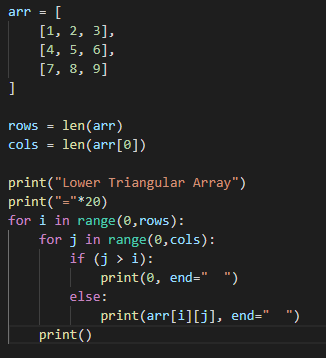 arr = [
    [1, 2, 3],
    [4, 5, 6],
    [7, 8, 9]
]

rows = len(arr)
cols = len(arr[0])

print("Lower Triangular Array")
print("="*20)
for i in range(0,rows):
    for j in range(0,cols):
        if (j > i):
            print(0, end="  ")
        else:
            print(arr[i][j], end="  ")
    print()